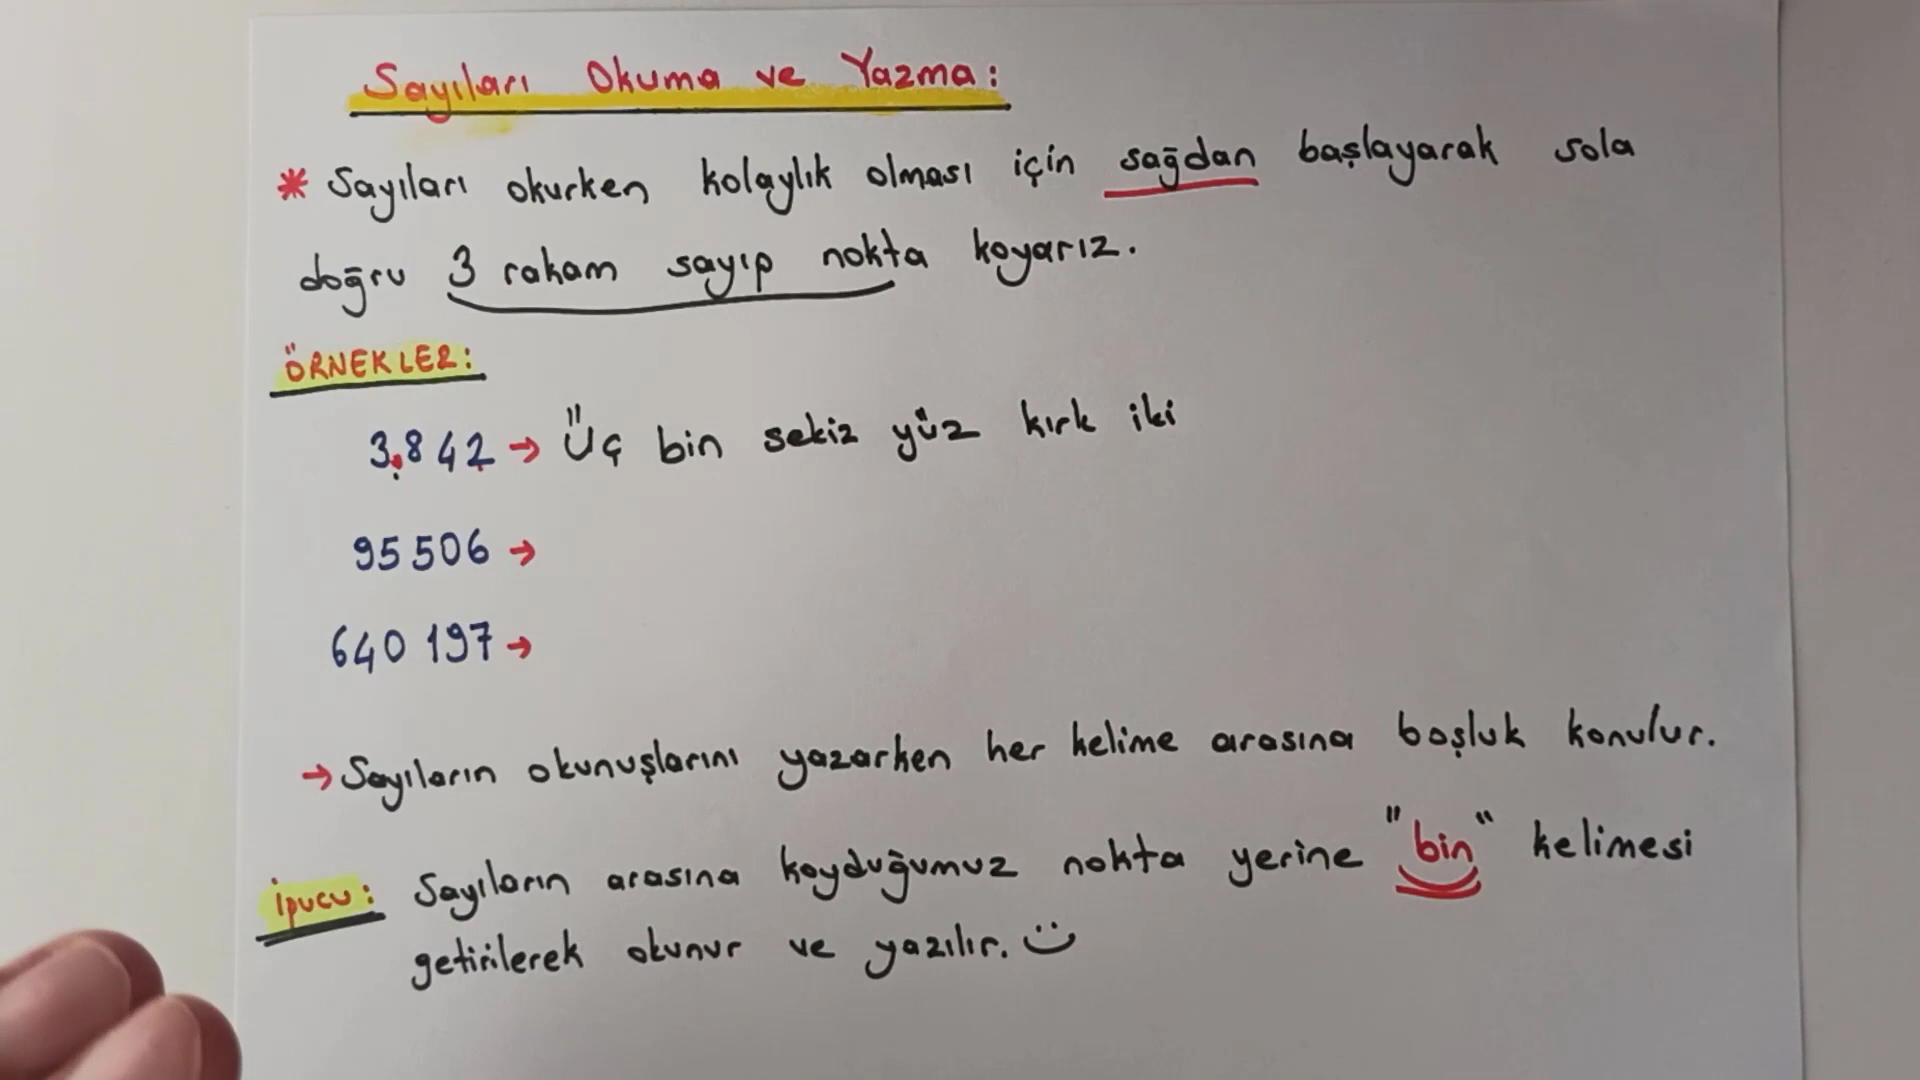 Sayıları Okuma ve Yazma:
* Sayıları okurken kolaylık olması için sağdan başlayarak sola
doğru 3 rakam sayıp nokta koyarız.
ÖRNEKLER:
3.842 → Üç bin sekiz yüz kırk iki
95 506 →
640 197 →
→ Sayıların okunuşlarını yazarken her kelime arasına boşluk konulur.
İpucu: Sayıların arasına koyduğumuz nokta yerine "bin" kelimesi
getirilerek okunur ve yazılır. :)